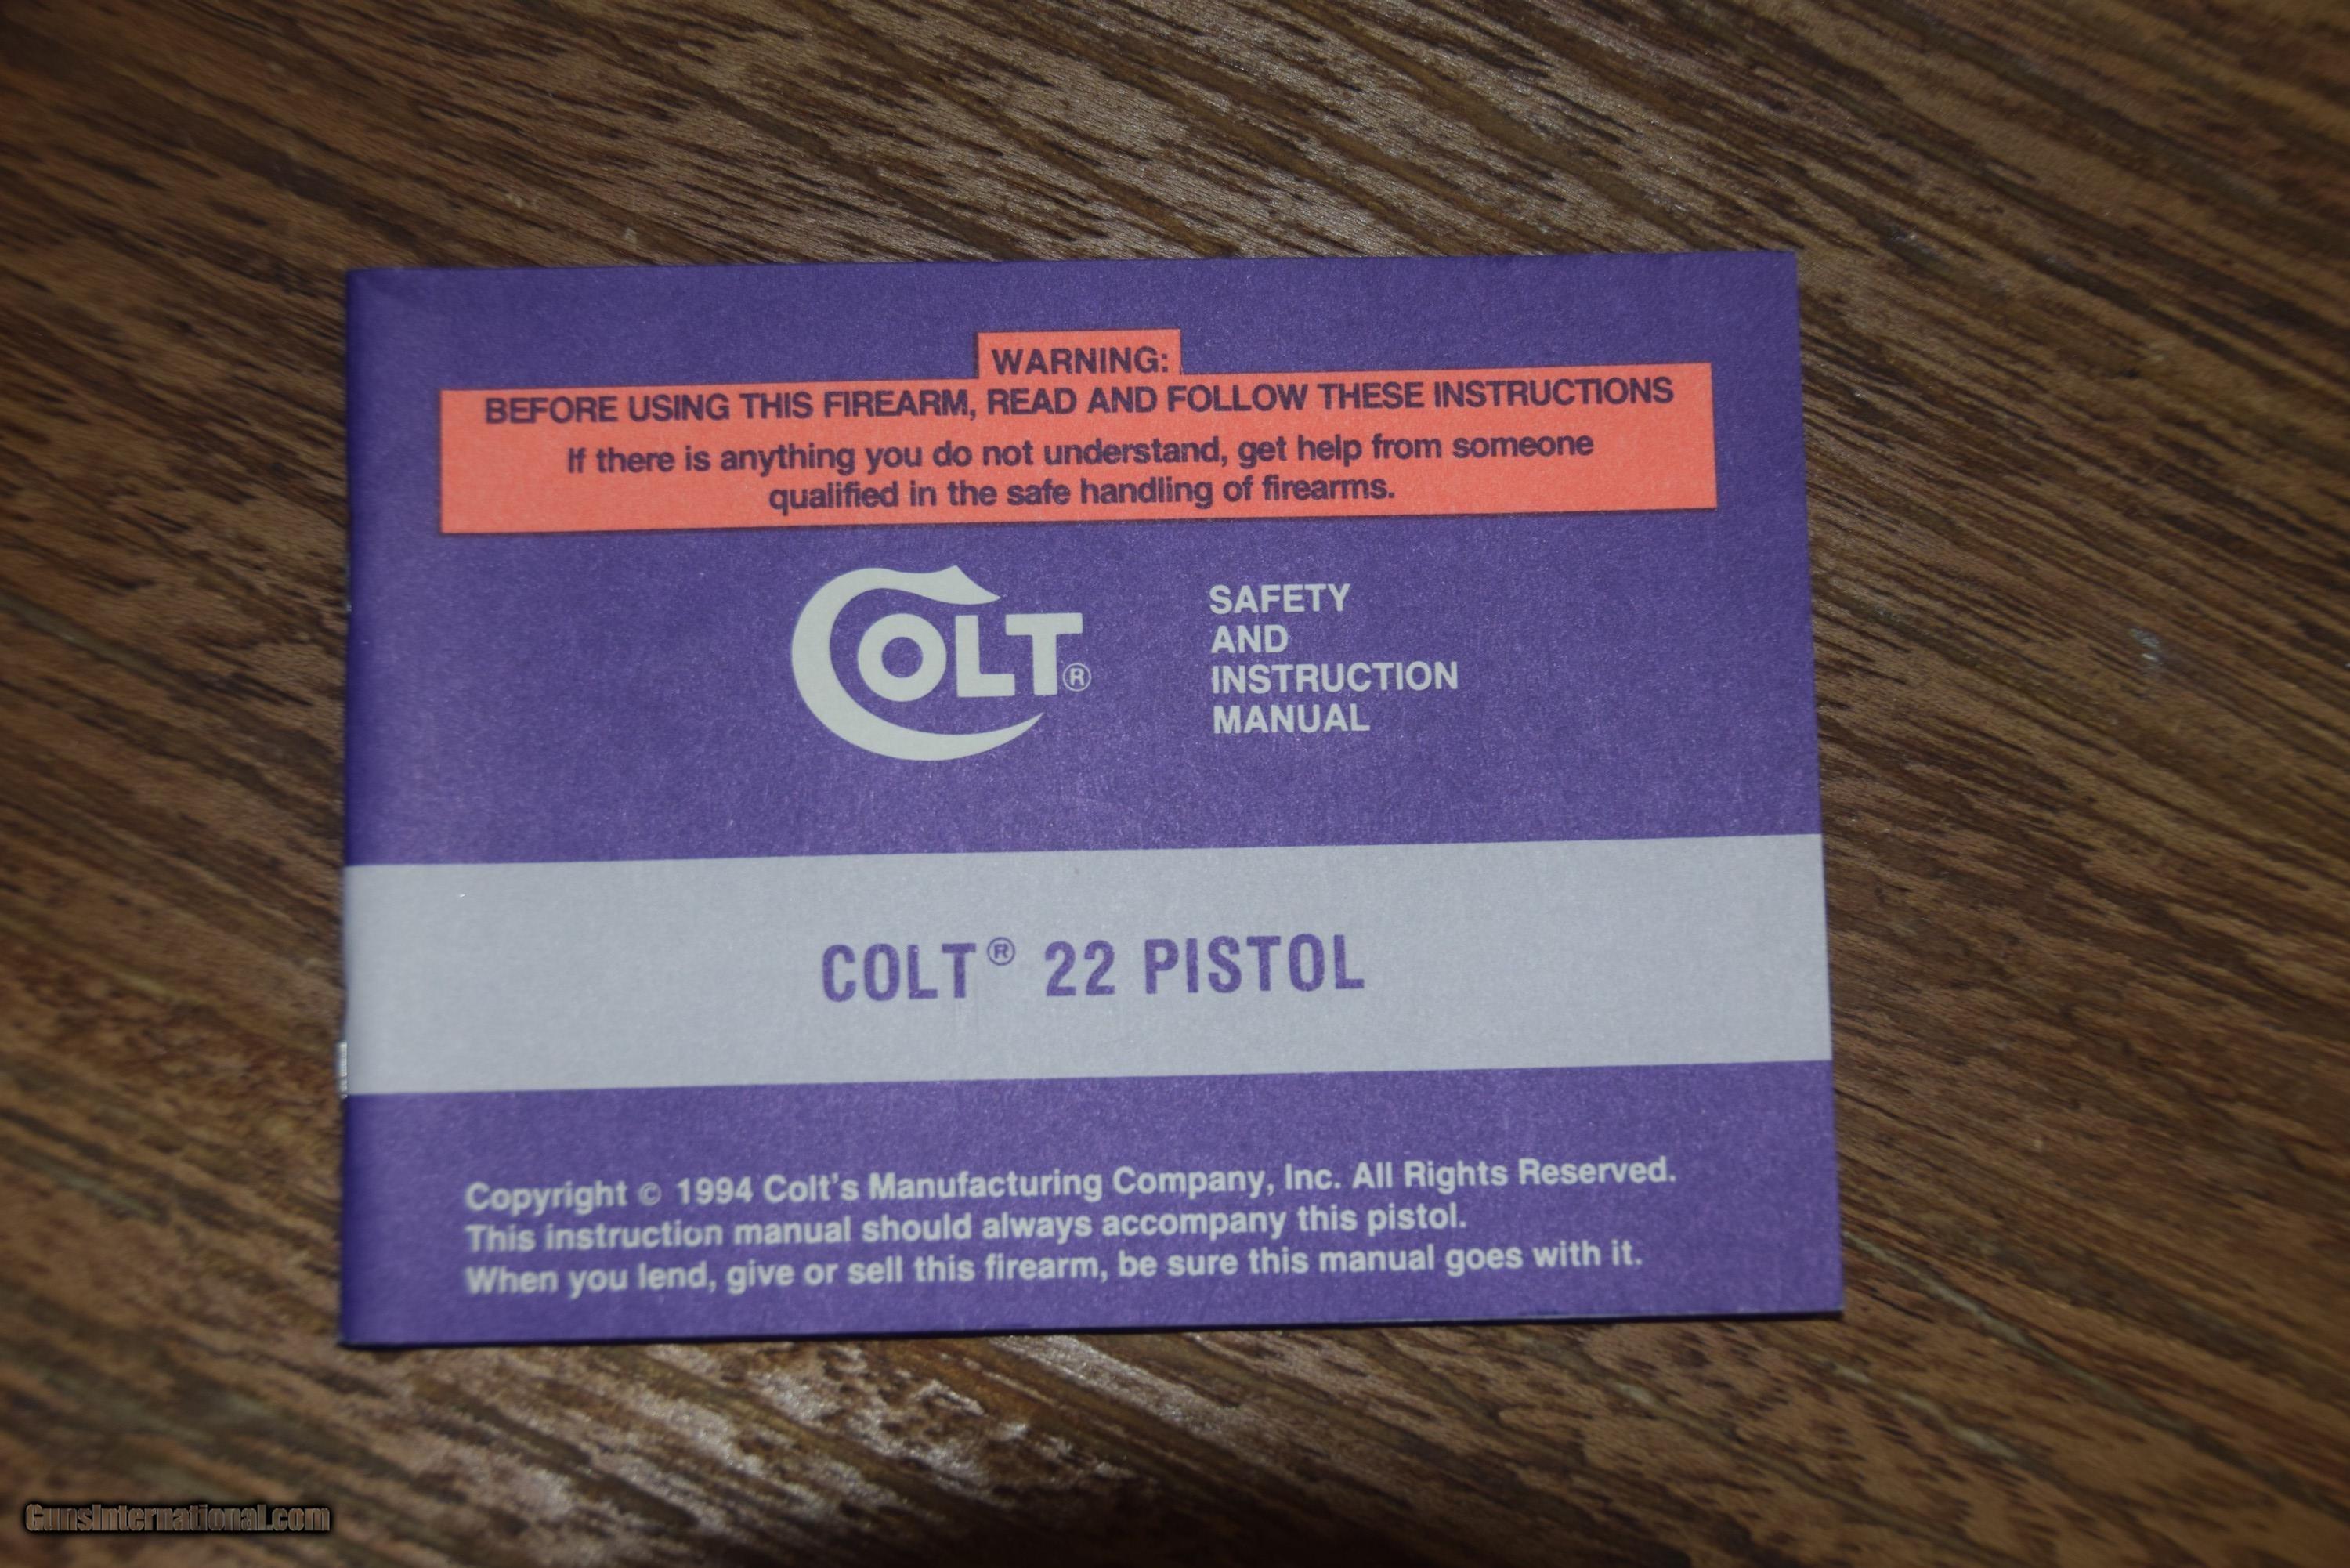 WARNING:
BEFORE USING THIS FIREARM, READ AND FOLLOW THESE INSTRUCTIONS
If there is anything you do not understand, get help from someone
qualified in the safe handling of firearms.
COLT®
SAFETY
AND
INSTRUCTION
MANUAL
COLT® 22 PISTOL
Copyright © 1994 Colt's Manufacturing Company, Inc. All Rights Reserved.
This instruction manual should always accompany this pistol.
When you lend, give or sell this firearm, be sure this manual goes with it.
GunsInternational.com